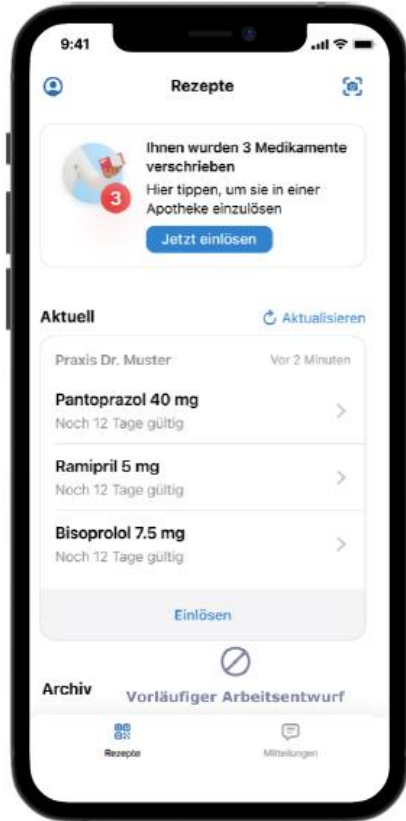 9:41
Rezepte
Ihnen wurden 3 Medikamente
verschrieben
3
Hier tippen, um sie in einer
Apotheke einzulösen
Jetzt einlösen
Aktuell
Aktualisieren
Praxis Dr. Muster
Vor 2 Minuten
Pantoprazol 40 mg
Noch 12 Tage gültig
Ramipril 5 mg
Noch 12 Tage gültig
Bisoprolol 7.5 mg
Noch 12 Tage gültig
Einlösen
Archiv
Vorläufiger Arbeitsentwurf
Rezepte
Mitteilungen